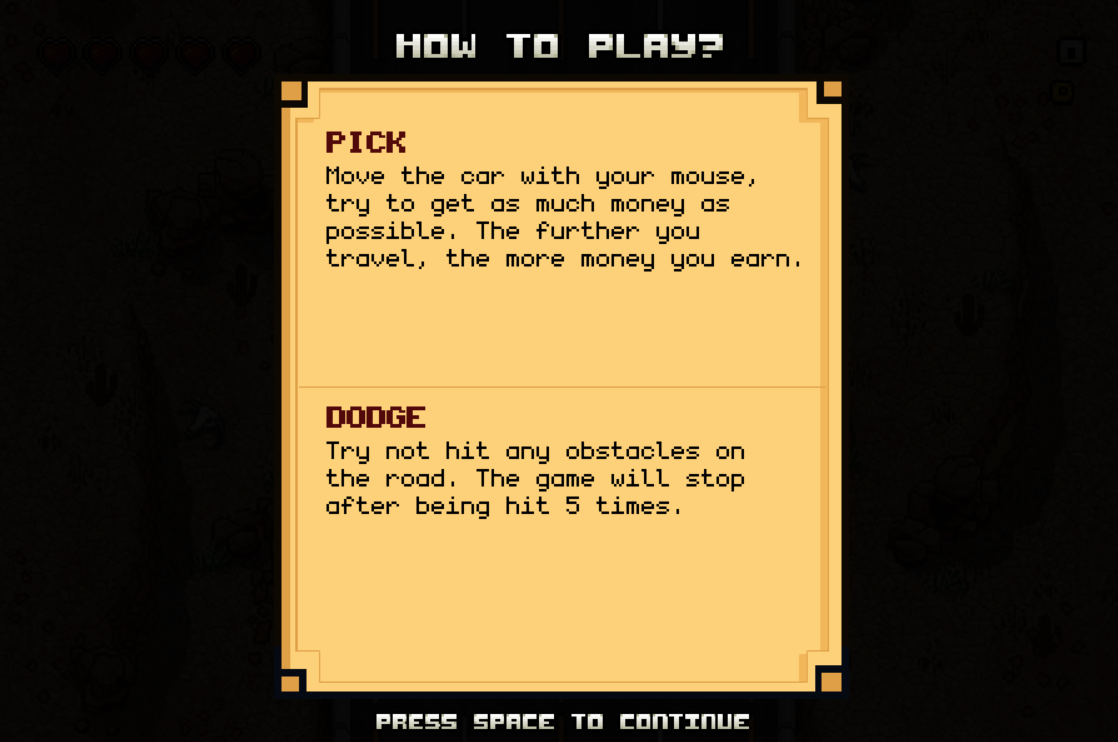 HOW TO PLAY?
PICK
Move the car with your mouse,
try to get as much money as
possible. The further you
travel, the more money you earn.
DODGE
Try not hit any obstacles on
the road. The game will stop
after being hit 5 times.
PRESS SPACE TO CONTINUE